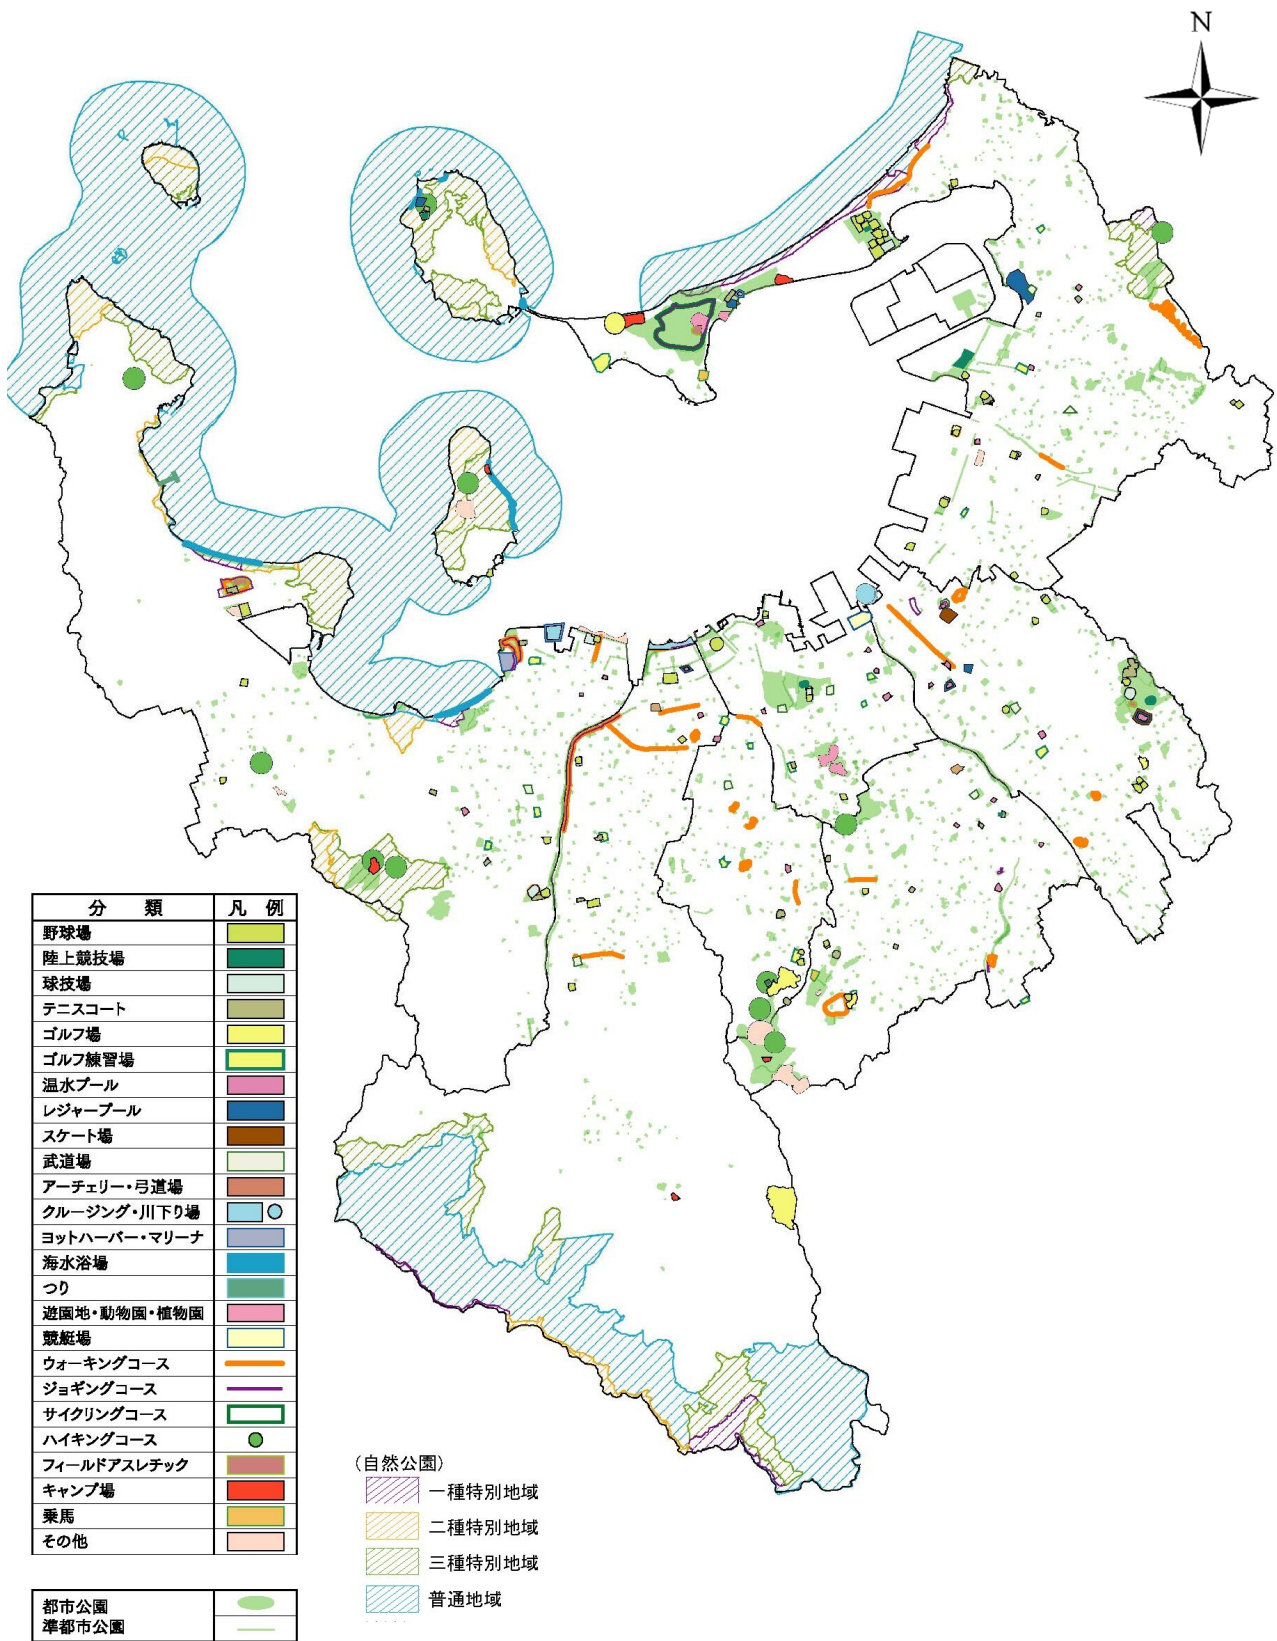 N
分 類 凡 例
野球場
陸上競技場
球技場
テニスコート
ゴルフ場
ゴルフ練習場
温水プール
レジャープール
スケート場
武道場
アーチェリー・弓道場
クルージング・川下り場
ヨットハーバー・マリーナ
海水浴場
つり
遊園地・動物園・植物園
競艇場
ウォーキングコース
ジョギングコース
サイクリングコース
ハイキングコース
フィールドアスレチック
キャンプ場
乗馬
その他
都市公園
準都市公園
(自然公園)
一種特別地域
二種特別地域
三種特別地域
普通地域